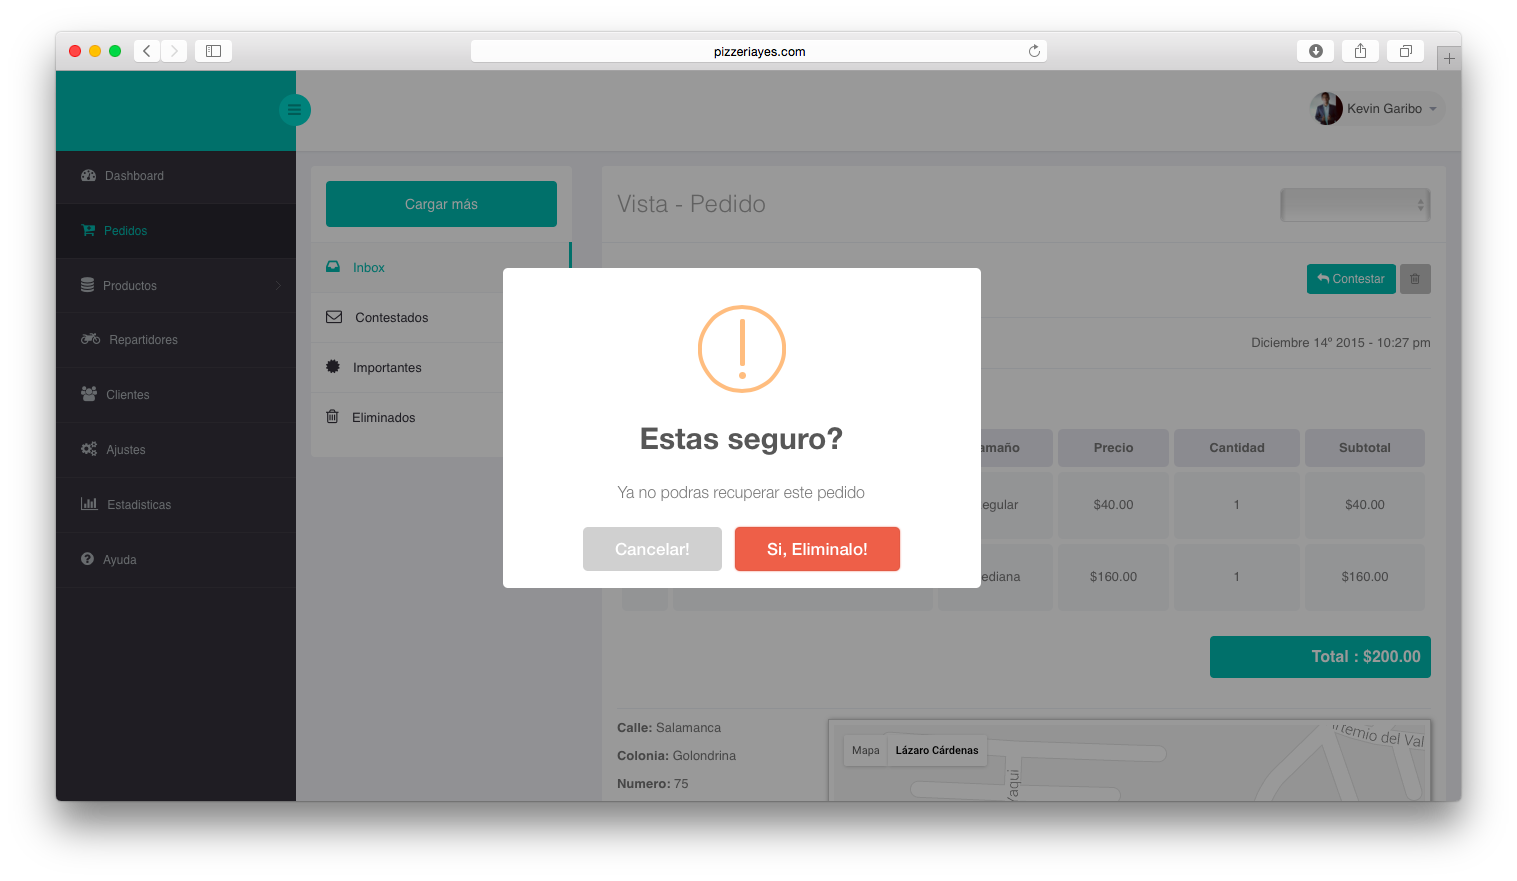 pizzeriayes.com
Kevin Garibo
Dashboard
Pedidos
Productos
Repartidores
Clientes
Ajustes
Estadisticas
Ayuda
Cargar más
Inbox
Contestados
Importantes
Eliminados
Vista - Pedido
Contestar
Diciembre 14º 2015 - 10:27 pm
Estas seguro?
Ya no podras recuperar este pedido
Cancelar! Si, Eliminalo!
amaño Precio Cantidad Subtotal
egular $40.00 1 $40.00
ediana $160.00 1 $160.00
Total : $200.00
Calle: Salamanca
Colonia: Golondrina
Numero: 75
Mapa Lázaro Cárdenas
remio del Val
Yaqui